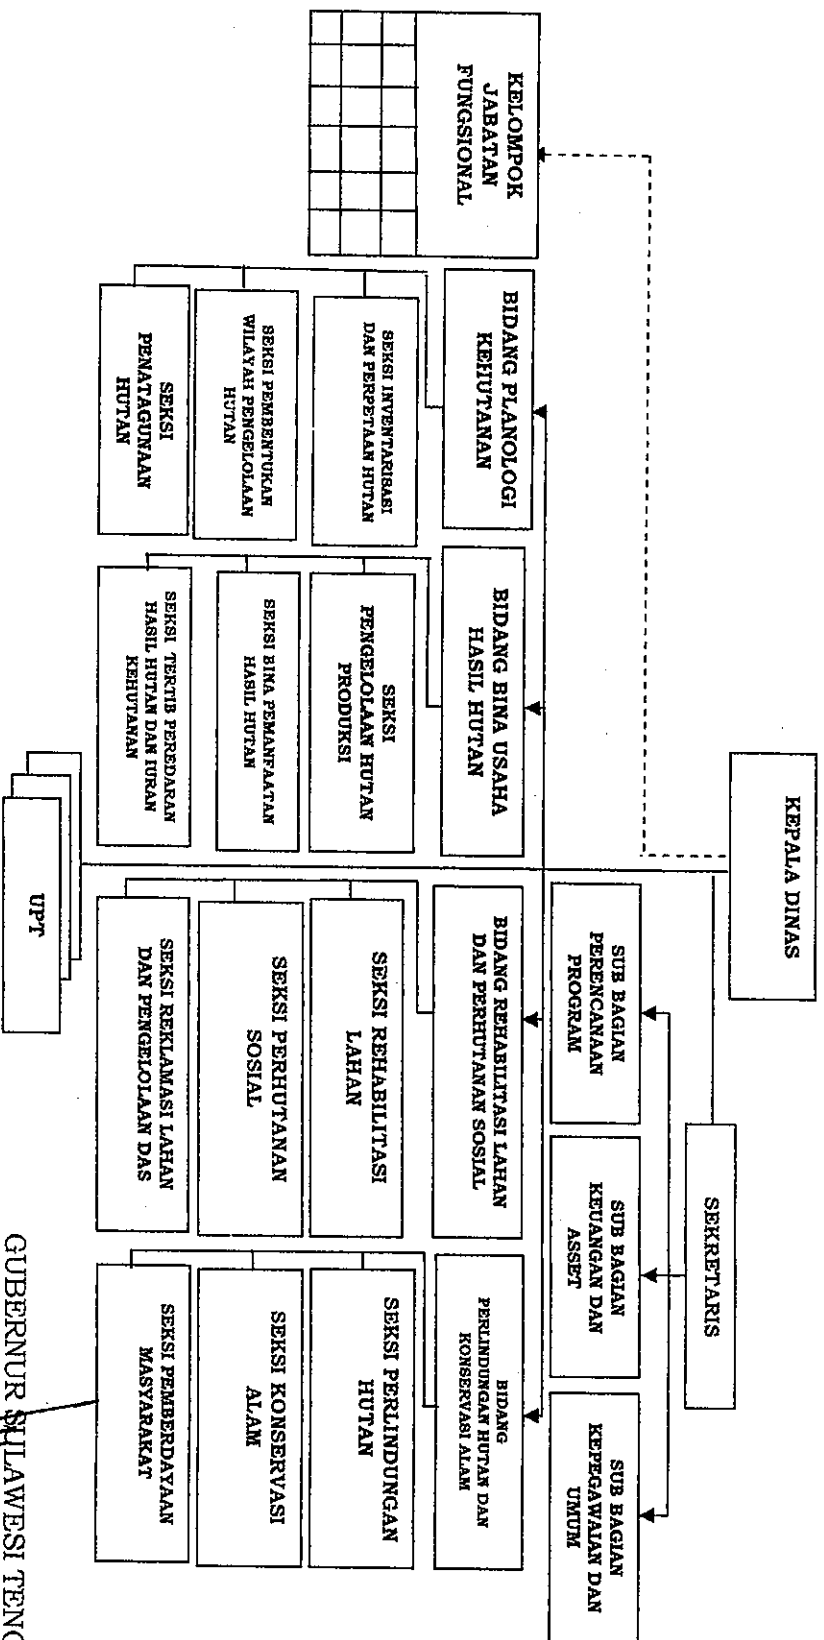 KEPALA DINAS
SEKRETARIS
SUB BAGIAN
PERENCANAAN
PROGRAM
SUB BAGIAN
KEUANGAN DAN
ASSET
SUB BAGIAN
KEPEGAWAIAN DAN
UMUM
KELOMPOK
JABATAN
FUNGSIONAL
BIDANG PLANOLOGI
KEHUTANAN
SEKSI INVENTARISASI
DAN PERPETAAN HUTAN
SEKSI PEMBENTUKAN
WILAYAH PENGELOLAAN
HUTAN
SEKSI
PENATAGUNAAN
HUTAN
BIDANG BINA USAHA
HASIL HUTAN
SEKSI
PENGELOLAAN HUTAN
PRODUKSI
SEKSI BINA PEMANFAATAN
HASIL HUTAN
SEKSI TERTIB PEREDARAN
HASIL HUTAN DAN IURAN
KEHUTANAN
BIDANG REHABILITASI LAHAN
DAN PERHUTANAN SOSIAL
SEKSI REHABILITASI
LAHAN
SEKSI PERHUTANAN
SOSIAL
SEKSI REKLAMASI LAHAN
DAN PENGELOLAAN DAS
BIDANG
PERLINDUNGAN HUTAN DAN
KONSERVASI ALAM
SEKSI PERLINDUNGAN
HUTAN
SEKSI KONSERVASI
ALAM
SEKSI PEMBERDAYAAN
MASYARAKAT
UPT
GUBERNUR SULAWESI